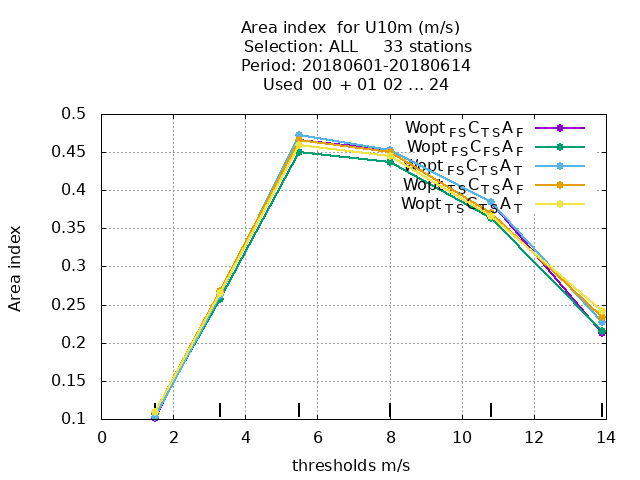 Area index  for U10m (m/s)
Selection: ALL     33 stations
Period: 20180601-20180614
Used  00 + 01 02 ... 24
Wopt FS C TS A F
Wopt FS C FS A F
Wopt FS C TS A T
Wopt TS C TS A F
Wopt TS C TS A T
0.5
0.45
0.4
0.35
0.3
0.25
0.2
0.15
0.1
Area index
0 2 4 6 8 10 12 14
thresholds m/s